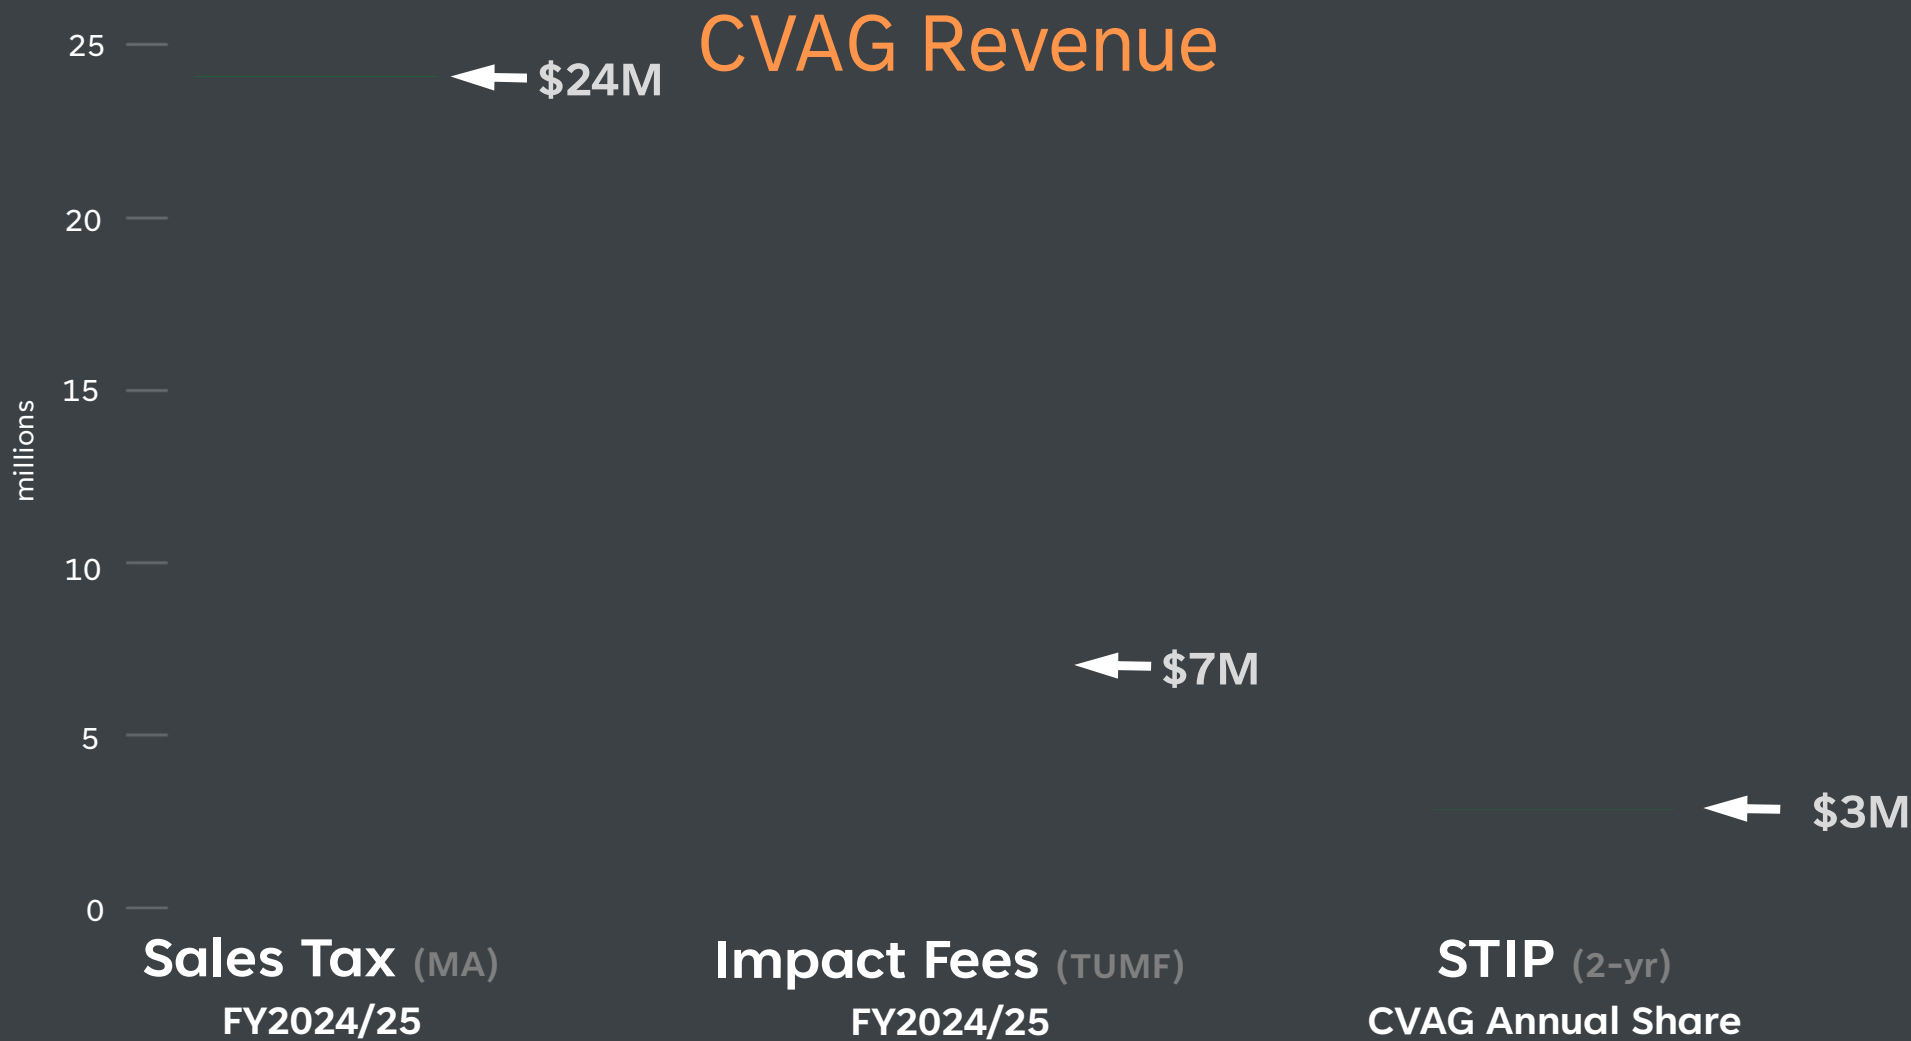 CVAG Revenue
25
$24M
20
15
millions
10
$7M
5
$3M
0
Sales Tax (MA)
FY2024/25
Impact Fees (TUMF)
FY2024/25
STIP (2-yr)
CVAG Annual Share